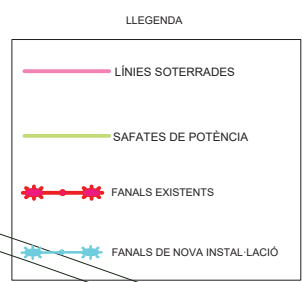 LLEGENDA
LÍNIES SOTERRADES
SAFATES DE POTÈNCIA
FANALS EXISTENTS
FANALS DE NOVA INSTAL·LACIÓ